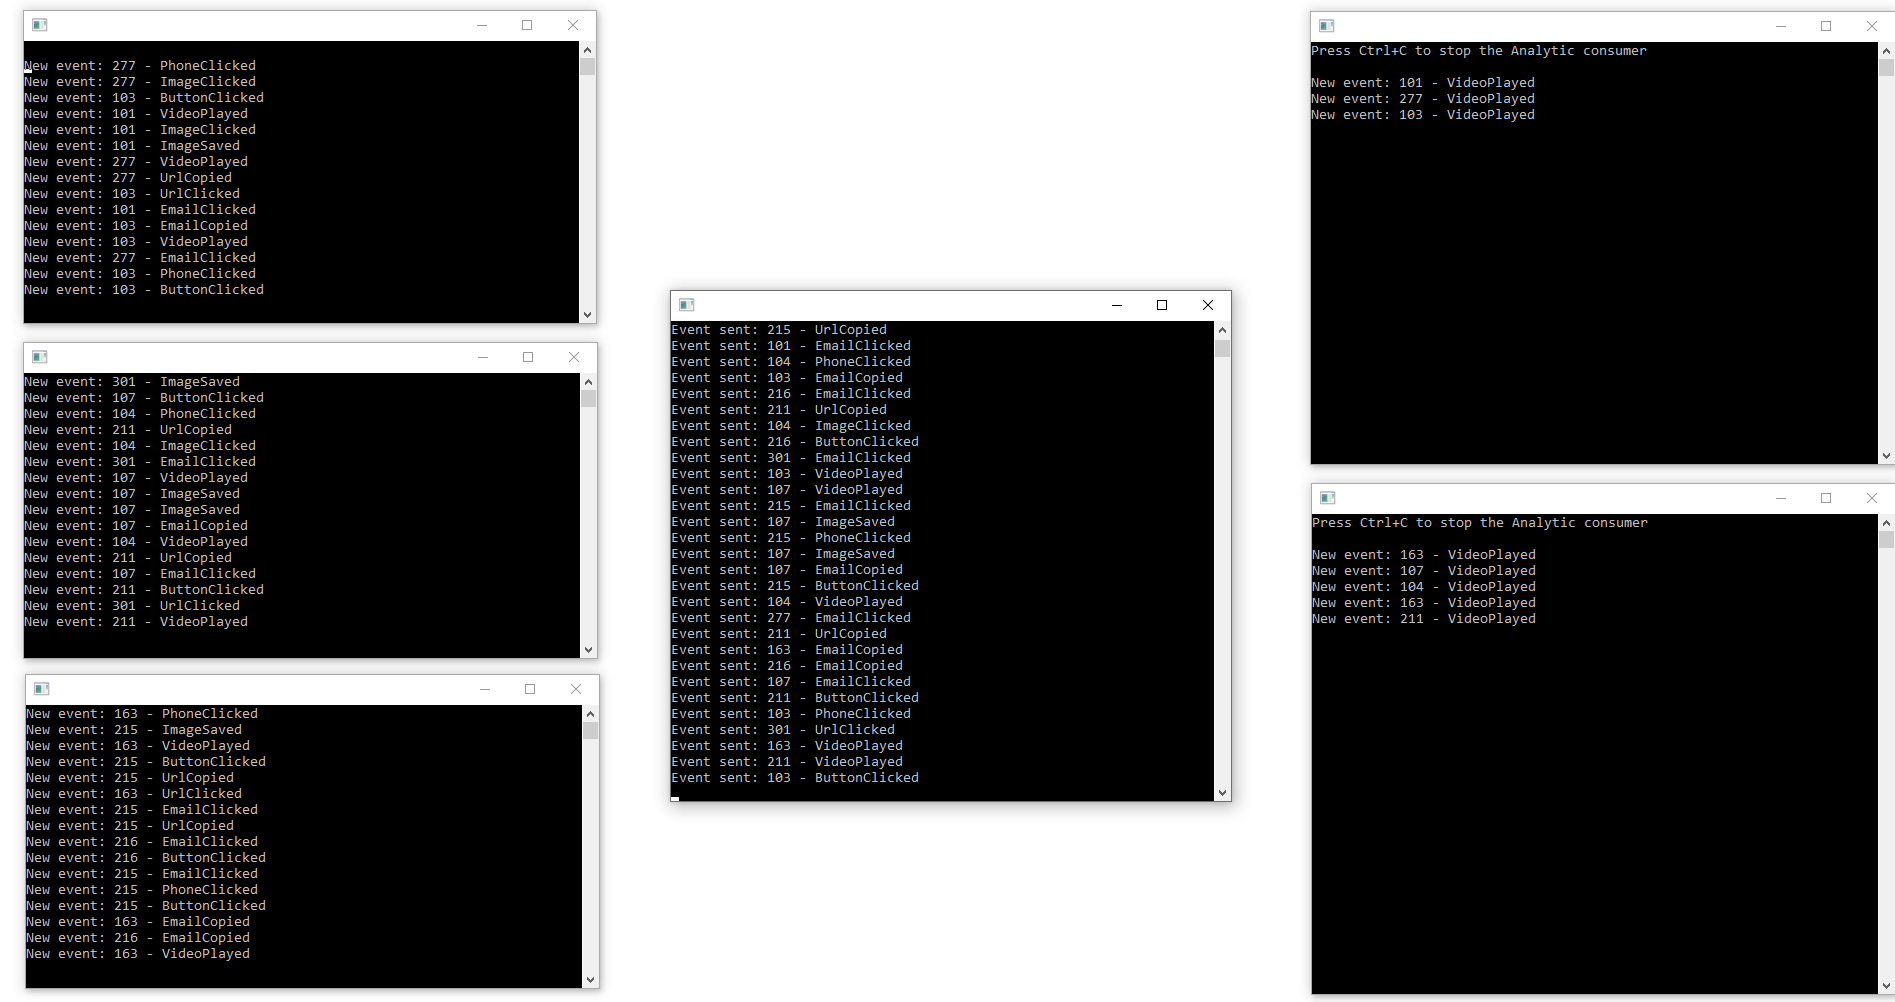 New event: 277 - PhoneClicked
New event: 277 - ImageClicked
New event: 103 - ButtonClicked
New event: 101 - VideoPlayed
New event: 101 - ImageClicked
New event: 101 - ImageSaved
New event: 277 - VideoPlayed
New event: 277 - UrlCopied
New event: 103 - UrlClicked
New event: 101 - EmailClicked
New event: 103 - EmailCopied
New event: 103 - VideoPlayed
New event: 277 - EmailClicked
New event: 103 - PhoneClicked
New event: 103 - ButtonClicked
New event: 301 - ImageSaved
New event: 107 - ButtonClicked
New event: 104 - PhoneClicked
New event: 211 - UrlCopied
New event: 104 - ImageClicked
New event: 301 - EmailClicked
New event: 107 - VideoPlayed
New event: 107 - ImageSaved
New event: 107 - ImageSaved
New event: 107 - EmailCopied
New event: 104 - VideoPlayed
New event: 211 - UrlCopied
New event: 107 - EmailClicked
New event: 211 - ButtonClicked
New event: 301 - UrlClicked
New event: 211 - VideoPlayed
New event: 163 - PhoneClicked
New event: 215 - ImageSaved
New event: 163 - VideoPlayed
New event: 215 - ButtonClicked
New event: 215 - UrlCopied
New event: 163 - UrlClicked
New event: 215 - EmailClicked
New event: 215 - UrlCopied
New event: 216 - EmailClicked
New event: 216 - ButtonClicked
New event: 215 - EmailClicked
New event: 215 - PhoneClicked
New event: 215 - ButtonClicked
New event: 163 - EmailCopied
New event: 216 - EmailCopied
New event: 163 - VideoPlayed
Event sent: 215 - UrlCopied
Event sent: 101 - EmailClicked
Event sent: 104 - PhoneClicked
Event sent: 103 - EmailCopied
Event sent: 216 - EmailClicked
Event sent: 211 - UrlCopied
Event sent: 104 - ImageClicked
Event sent: 216 - ButtonClicked
Event sent: 301 - EmailClicked
Event sent: 103 - VideoPlayed
Event sent: 107 - VideoPlayed
Event sent: 215 - EmailClicked
Event sent: 107 - ImageSaved
Event sent: 215 - PhoneClicked
Event sent: 107 - ImageSaved
Event sent: 107 - EmailCopied
Event sent: 215 - ButtonClicked
Event sent: 104 - VideoPlayed
Event sent: 277 - EmailClicked
Event sent: 211 - UrlCopied
Event sent: 163 - EmailCopied
Event sent: 216 - EmailCopied
Event sent: 107 - EmailClicked
Event sent: 211 - ButtonClicked
Event sent: 103 - PhoneClicked
Event sent: 301 - UrlClicked
Event sent: 163 - VideoPlayed
Event sent: 211 - VideoPlayed
Event sent: 103 - ButtonClicked
Press Ctrl+C to stop the Analytic consumer
New event: 101 - VideoPlayed
New event: 277 - VideoPlayed
New event: 103 - VideoPlayed
Press Ctrl+C to stop the Analytic consumer
New event: 163 - VideoPlayed
New event: 107 - VideoPlayed
New event: 104 - VideoPlayed
New event: 163 - VideoPlayed
New event: 211 - VideoPlayed